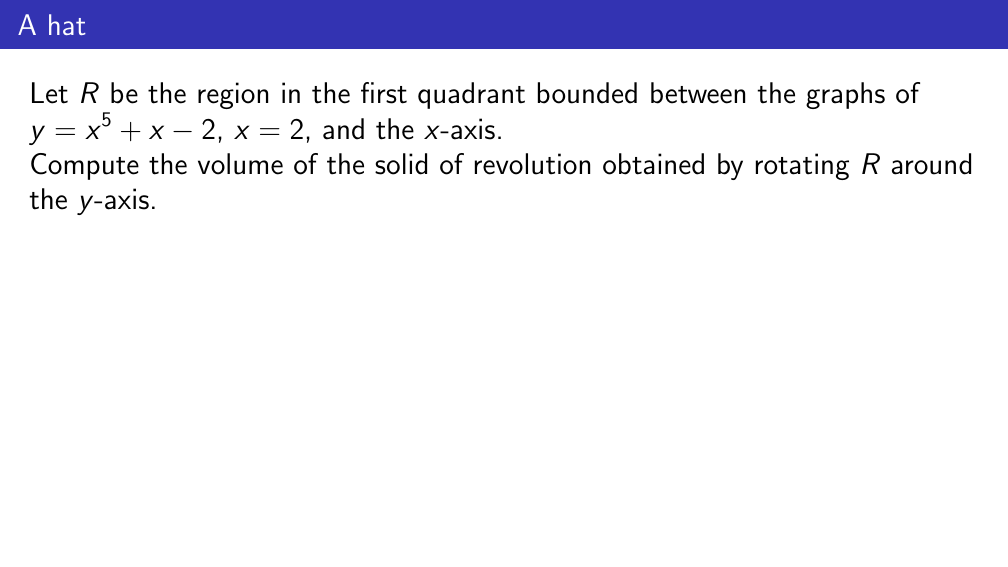 A hat
Let R be the region in the first quadrant bounded between the graphs of
y = x⁵ + x − 2, x = 2, and the x-axis.
Compute the volume of the solid of revolution obtained by rotating R around
the y-axis.